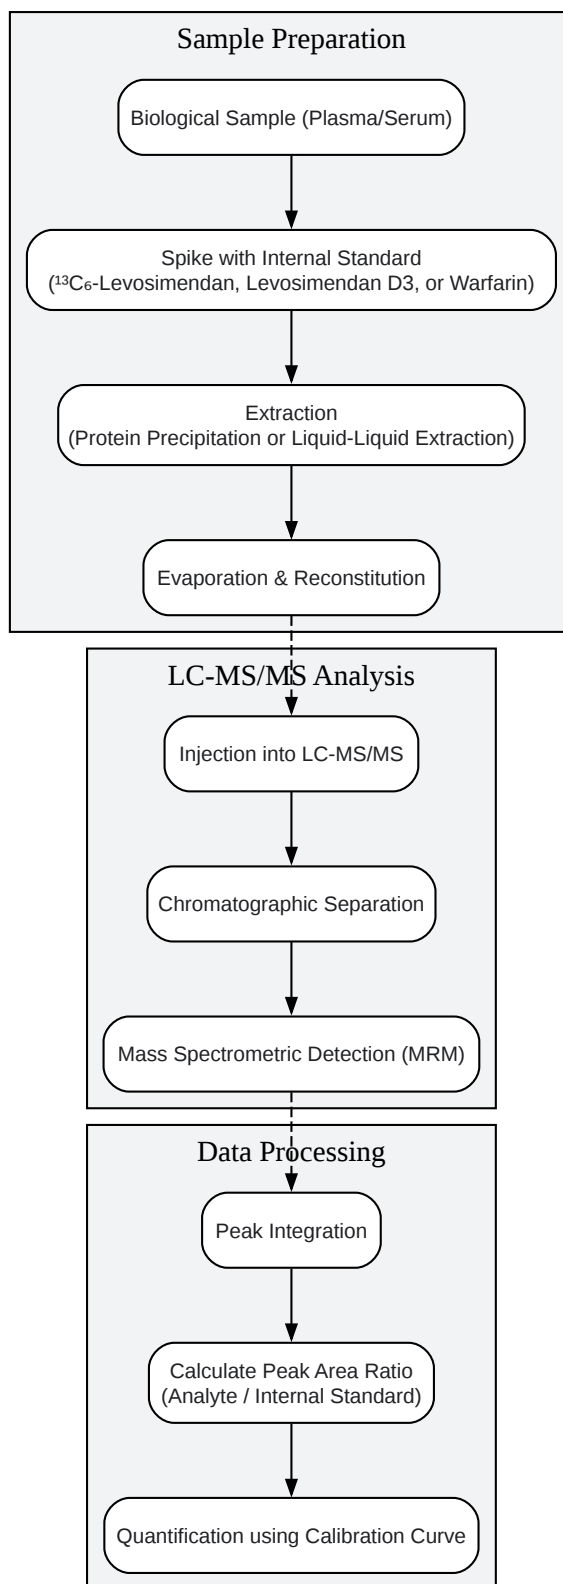 Sample Preparation
Biological Sample (Plasma/Serum)
Spike with Internal Standard
(¹³C₆-Levosimendan, Levosimendan D3, or Warfarin)
Extraction
(Protein Precipitation or Liquid-Liquid Extraction)
Evaporation & Reconstitution
LC-MS/MS Analysis
Injection into LC-MS/MS
Chromatographic Separation
Mass Spectrometric Detection (MRM)
Data Processing
Peak Integration
Calculate Peak Area Ratio
(Analyte / Internal Standard)
Quantification using Calibration Curve